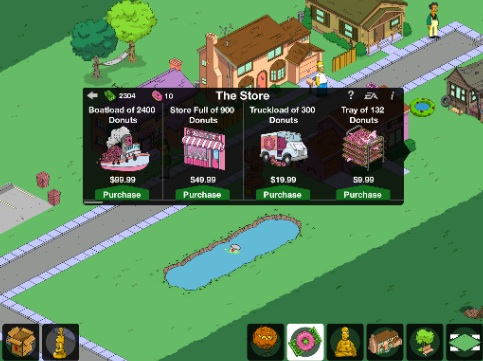 2304
10
The Store
?
EA
i
Boatload of 2400
Donuts
$99.99
Purchase
Store Full of 900
Donuts
$49.99
Purchase
Truckload of 300
Donuts
$19.99
Purchase
Tray of 132
Donuts
$9.99
Purchase